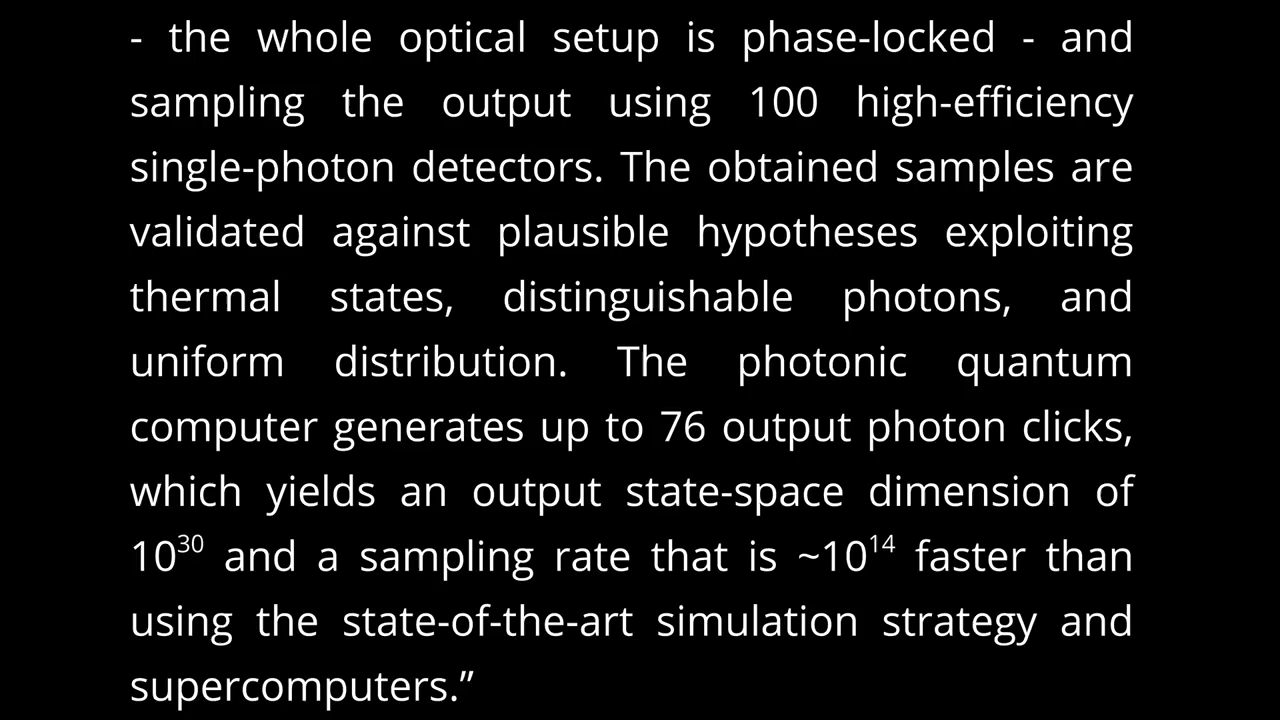 - the whole optical setup is phase-locked - and
sampling the output using 100 high-efficiency
single-photon detectors. The obtained samples are
validated against plausible hypotheses exploiting
thermal states, distinguishable photons, and
uniform distribution. The photonic quantum
computer generates up to 76 output photon clicks,
which yields an output state-space dimension of
10³⁰ and a sampling rate that is ~10¹⁴ faster than
using the state-of-the-art simulation strategy and
supercomputers.”